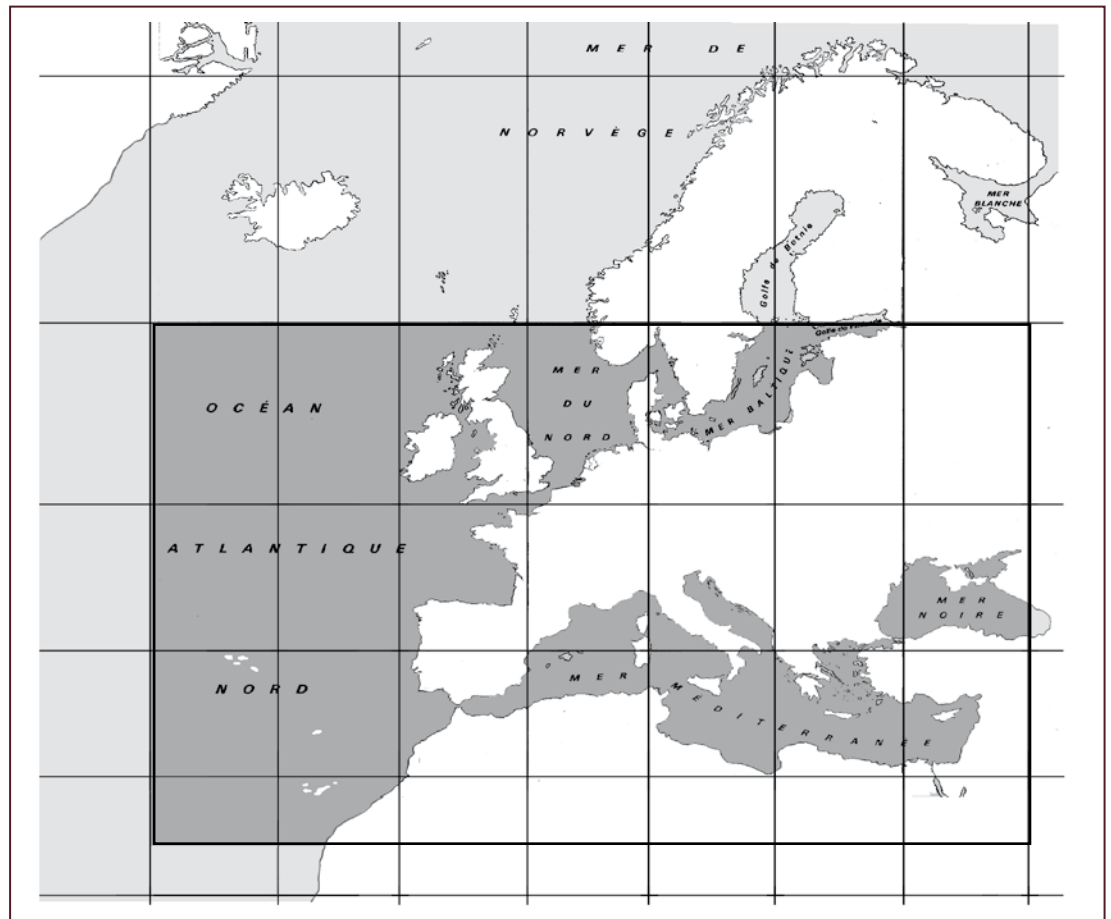 MER DE
NORVÈGE
MER
BLANCHE
Golfe de Botnie
Golfe de Finlande
MER
DU
NORD
MER BALTIQUE
OCÉAN
ATLANTIQUE
NORD
MER
NOIRE
MER
MÉDITERRANÉE